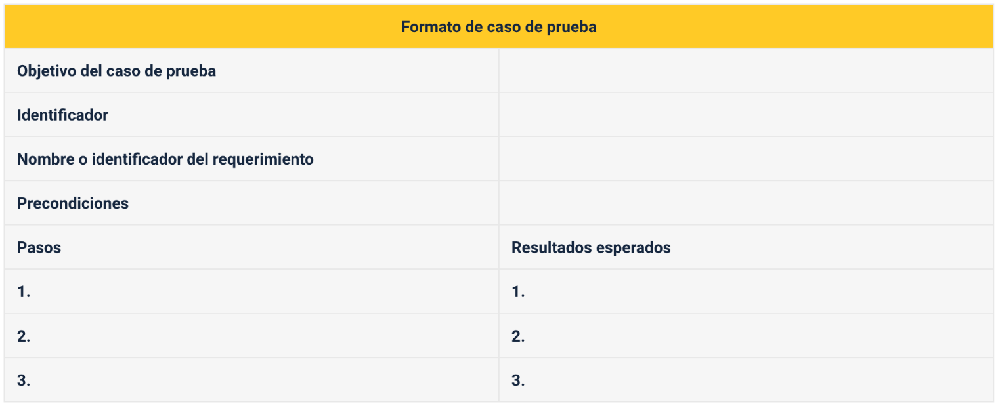 Formato de caso de prueba
Objetivo del caso de prueba
Identificador
Nombre o identificador del requerimiento
Precondiciones
Pasos
Resultados esperados
1.
1.
2.
2.
3.
3.